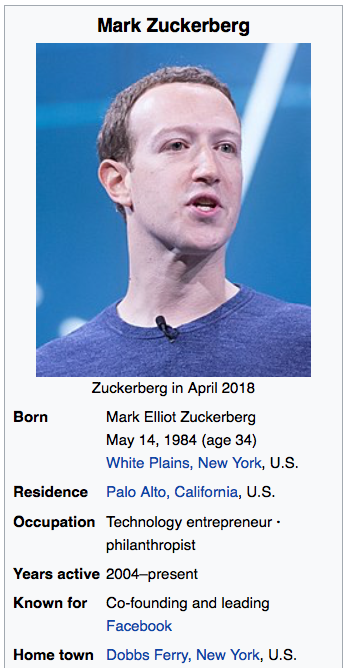 Mark Zuckerberg
Zuckerberg in April 2018
Born Mark Elliot Zuckerberg
May 14, 1984 (age 34)
White Plains, New York, U.S.
Residence Palo Alto, California, U.S.
Occupation Technology entrepreneur ·
philanthropist
Years active 2004–present
Known for Co-founding and leading
Facebook
Home town Dobbs Ferry, New York, U.S.